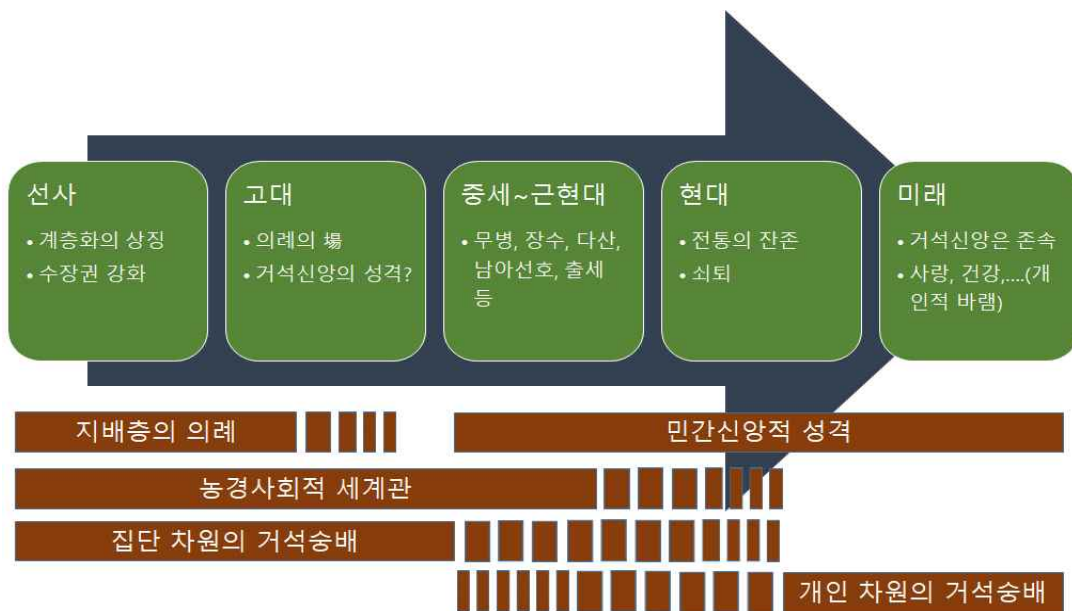 선사
• 계층화의 상징
• 수장권 강화
고대
• 의례의 場
• 거석신앙의 성격?
중세~근현대
• 무병, 장수, 다산,
남아선호, 출세
등
현대
• 전통의 잔존
• 쇠퇴
미래
• 거석신앙은 존속
• 사랑, 건강,....(개
인적 바램)
지배층의 의례
민간신앙적 성격
농경사회적 세계관
집단 차원의 거석숭배
개인 차원의 거석숭배